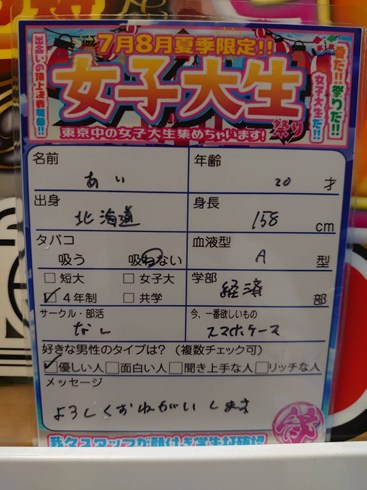 7月8月夏季限定!!
女子大生
祭り
東京中の女子大生集めちゃいます!
名前
あい
年齢
20才
出身
北海道
身長
158cm
タバコ
吸う 吸わない
血液型
A型
短大 女子大
4年制 共学
学部
経済部
サークル・部活
なし
今、一番欲しいもの
スマホケース
好きな男性のタイプは?(複数チェック可)
優しい人 面白い人 聞き上手な人 リッチな人
メッセージ
よろしくおねがいします